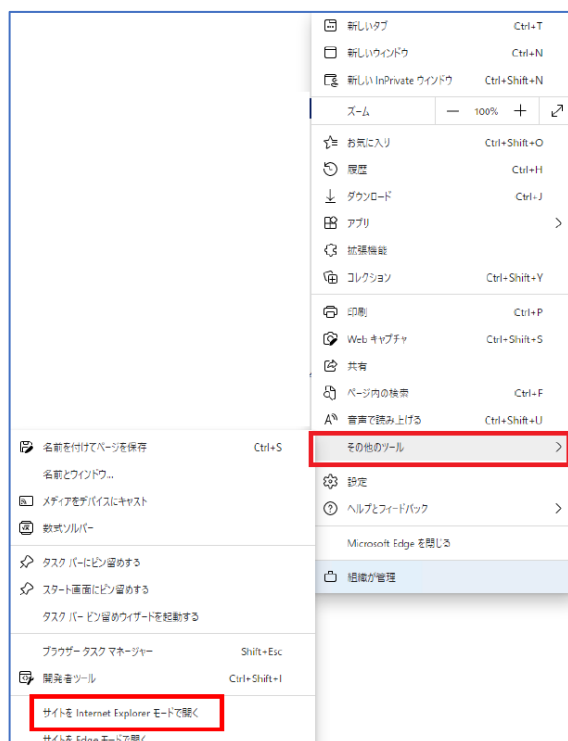 新しいタブ Ctrl+T
新しいウィンドウ Ctrl+N
新しい InPrivate ウィンドウ Ctrl+Shift+N
ズーム — 100% +
お気に入り Ctrl+Shift+O
履歴 Ctrl+H
ダウンロード Ctrl+J
アプリ
拡張機能
コレクション Ctrl+Shift+Y
印刷 Ctrl+P
Web キャプチャ Ctrl+Shift+S
共有
ページ内の検索 Ctrl+F
音声で読み上げる Ctrl+Shift+U
その他のツール
設定
ヘルプとフィードバック
Microsoft Edge を閉じる
組織が管理
名前を付けてページを保存 Ctrl+S
名前とウィンドウ...
メディアをデバイスにキャスト
数式ソルバー
タスク バーにピン留めする
スタート画面にピン留めする
タスク バー ピン留めウィザードを起動する
ブラウザー タスク マネージャー Shift+Esc
開発者ツール Ctrl+Shift+I
サイトを Internet Explorer モードで開く
サイトを Edge モードで開く